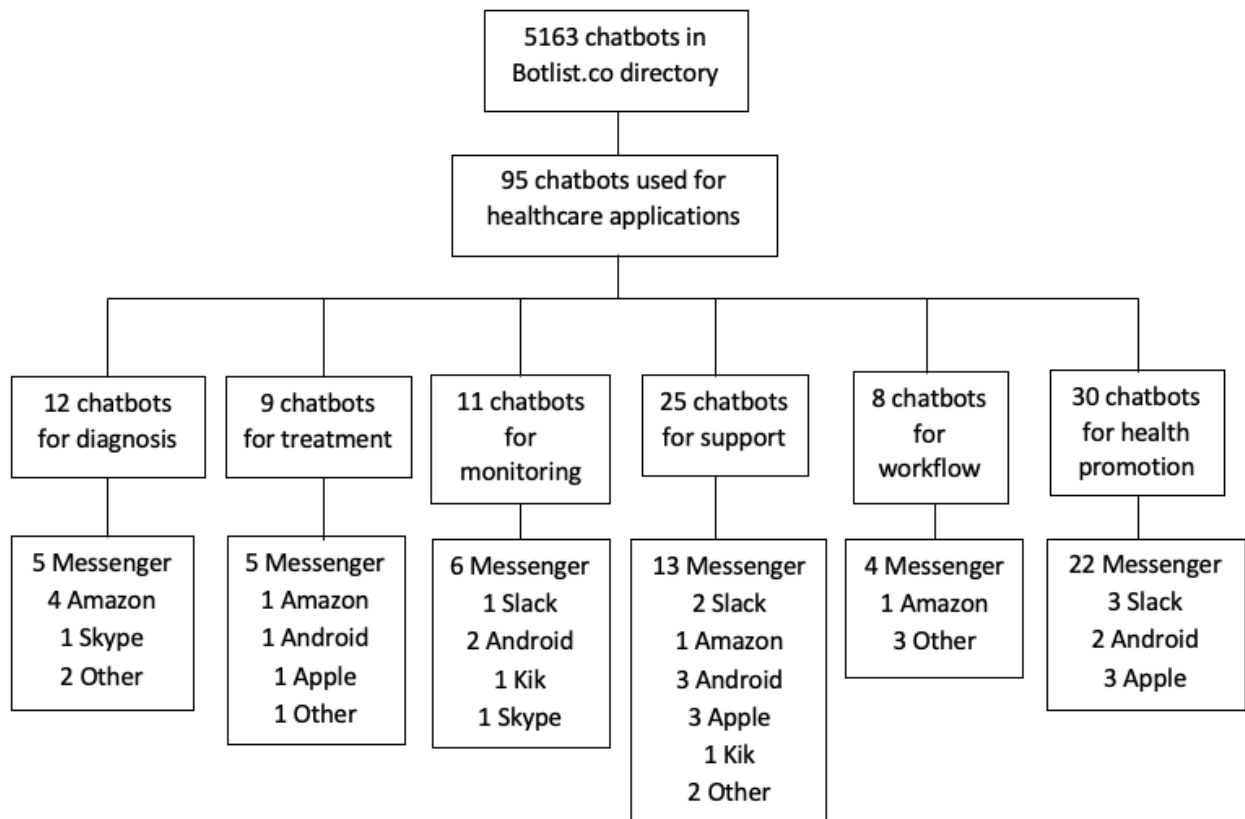 5163 chatbots in
Botlist.co directory
95 chatbots used for
healthcare applications
12 chatbots
for diagnosis
9 chatbots
for treatment
11 chatbots
for
monitoring
25 chatbots
for support
8 chatbots
for
workflow
30 chatbots
for health
promotion
5 Messenger
4 Amazon
1 Skype
2 Other
5 Messenger
1 Amazon
1 Android
1 Apple
1 Other
6 Messenger
1 Slack
2 Android
1 Kik
1 Skype
13 Messenger
2 Slack
1 Amazon
3 Android
3 Apple
1 Kik
2 Other
4 Messenger
1 Amazon
3 Other
22 Messenger
3 Slack
2 Android
3 Apple